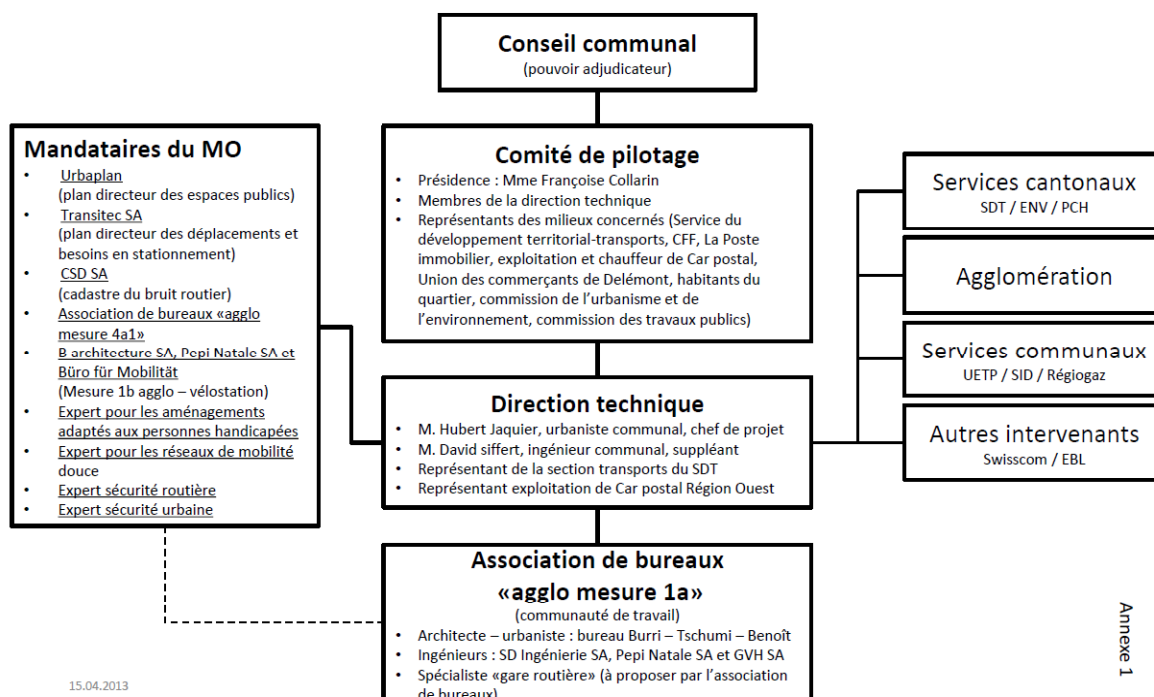 Conseil communal
(pouvoir adjudicateur)
Mandataires du MO
• Urbaplan
(plan directeur des espaces publics)
• Transitec SA
(plan directeur des déplacements et
besoins en stationnement)
• CSD SA
(cadastre du bruit routier)
• Association de bureaux «agglo
mesure 4a1»
• B architecture SA, Pepi Natale SA et
Büro für Mobilität
(Mesure 1b agglo – vélostation)
• Expert pour les aménagements
adaptés aux personnes handicapées
• Expert pour les réseaux de mobilité
douce
• Expert sécurité routière
• Expert sécurité urbaine
Comité de pilotage
• Présidence : Mme Françoise Collarin
• Membres de la direction technique
• Représentants des milieux concernés (Service du
développement territorial-transports, CFF, La Poste
immobilier, exploitation et chauffeur de Car postal,
Union des commerçants de Delémont, habitants du
quartier, commission de l'urbanisme et de
l'environnement, commission des travaux publics)
Services cantonaux
SDT / ENV / PCH
Agglomération
Services communaux
UETP / SID / Régiogaz
Autres intervenants
Swisscom / EBL
Direction technique
• M. Hubert Jaquier, urbaniste communal, chef de projet
• M. David siffert, ingénieur communal, suppléant
• Représentant de la section transports du SDT
• Représentant exploitation de Car postal Région Ouest
Association de bureaux
«agglo mesure 1a»
(communauté de travail)
• Architecte – urbaniste : bureau Burri – Tschumi – Benoît
• Ingénieurs : SD Ingénierie SA, Pepi Natale SA et GVH SA
• Spécialiste «gare routière» (à proposer par l'association
de bureaux)
Annexe 1
15.04.2013